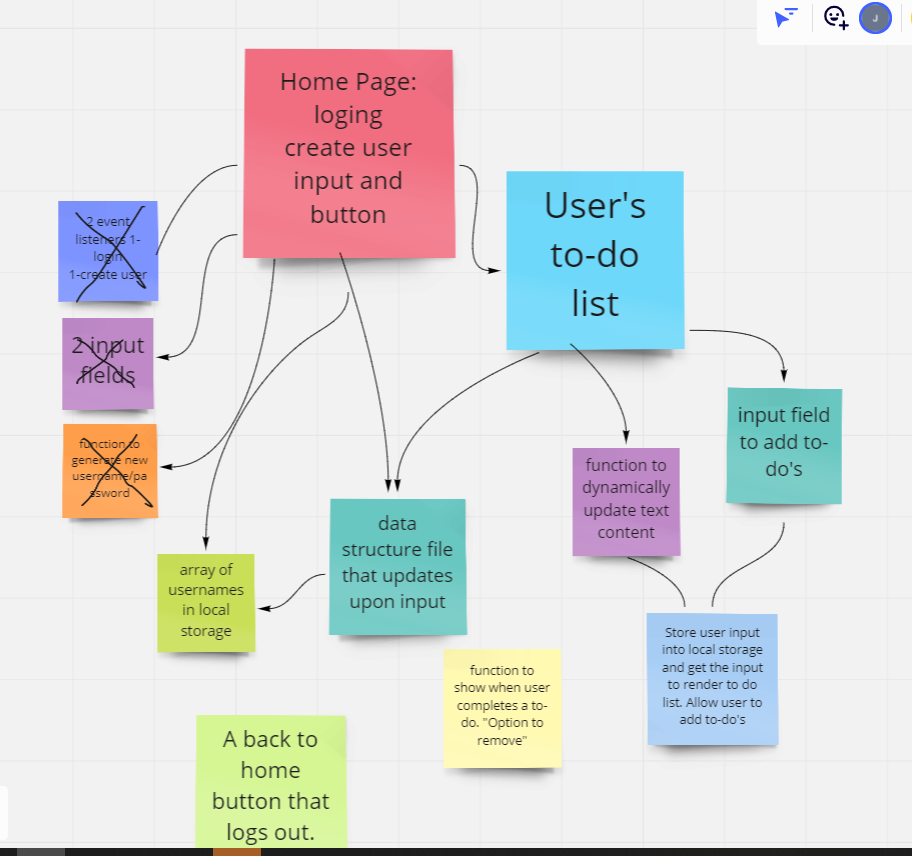 J
Home Page:
loging
create user
input and
button
User's
to-do
list
2 event
listeners 1-
login
1-create user
2 input
fields
function to
generate new
username/pa
ssword
input field
to add to-
do's
function to
dynamically
update text
content
data
structure file
that updates
upon input
array of
usernames
in local
storage
Store user input
into local storage
and get the input
to render to do
list. Allow user to
add to-do's
function to
show when user
completes a to-
do. "Option to
remove"
A back to
home
button that
logs out.